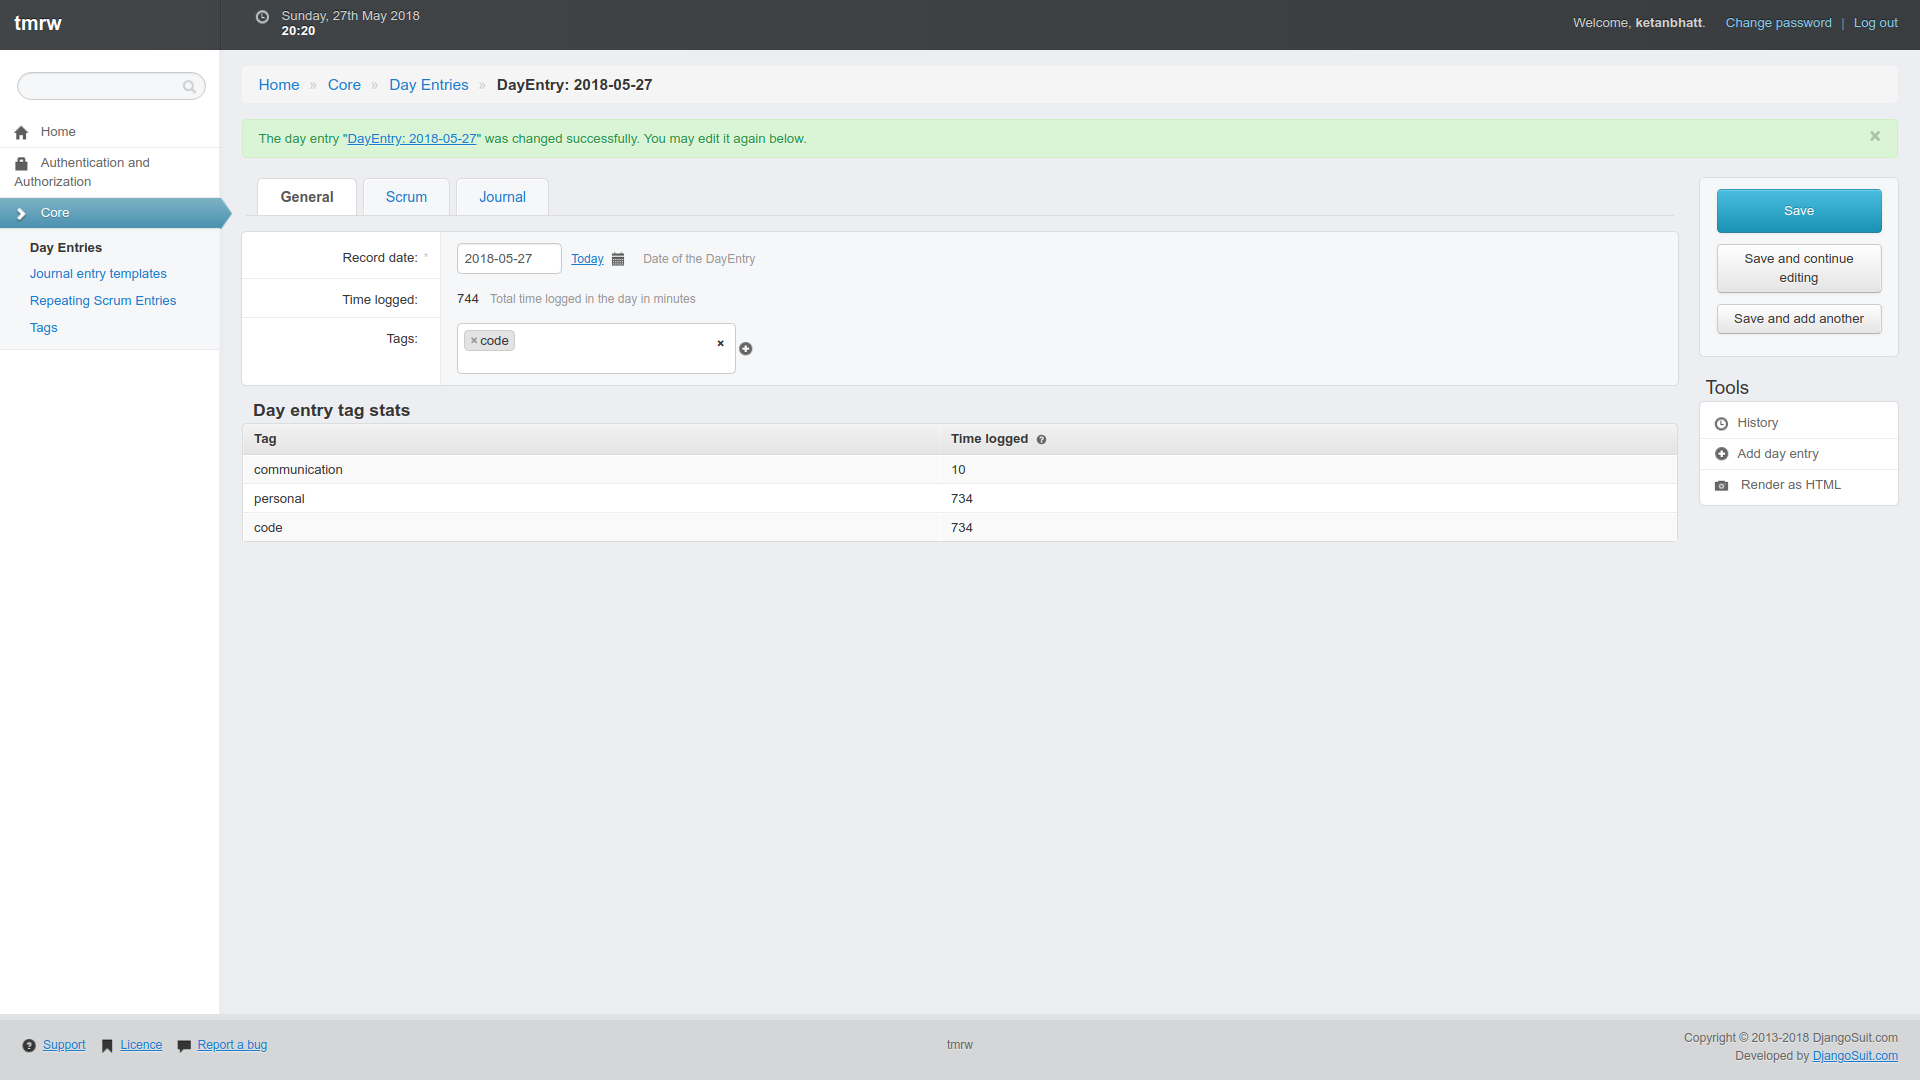 tmrw
Sunday, 27th May 2018
20:20
Welcome, ketanbhatt.
Change password | Log out
Home
Authentication and
Authorization
Core
Day Entries
Journal entry templates
Repeating Scrum Entries
Tags
Home » Core » Day Entries » DayEntry: 2018-05-27
The day entry "DayEntry: 2018-05-27" was changed successfully. You may edit it again below. ×
General Scrum Journal
Record date: * 2018-05-27 Today Date of the DayEntry
Time logged: 744 Total time logged in the day in minutes
Tags: × code ×
Day entry tag stats
Tag Time logged ?
communication 10
personal 734
code 734
Save
Save and continue
editing
Save and add another
Tools
History
Add day entry
Render as HTML
? Support Licence Report a bug
tmrw
Copyright © 2013-2018 DjangoSuit.com
Developed by DjangoSuit.com